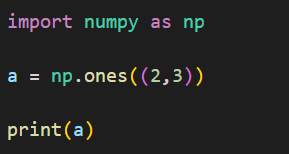 import numpy as np
a = np.ones((2,3))
print(a)